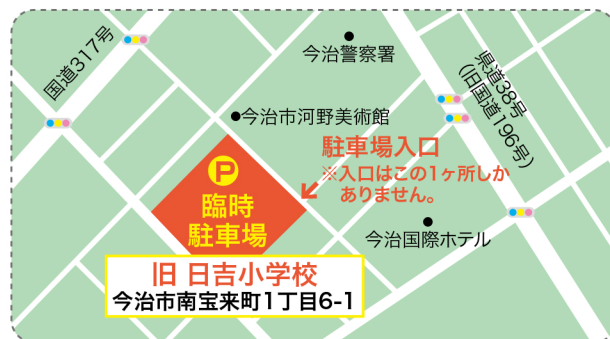 国道317号
今治警察署
県道38号
(旧国道196号)
今治市河野美術館
駐車場入口
※入口はこの1ヶ所しか
ありません。
P
臨時
駐車場
今治国際ホテル
旧 日吉小学校
今治市南宝来町1丁目6-1